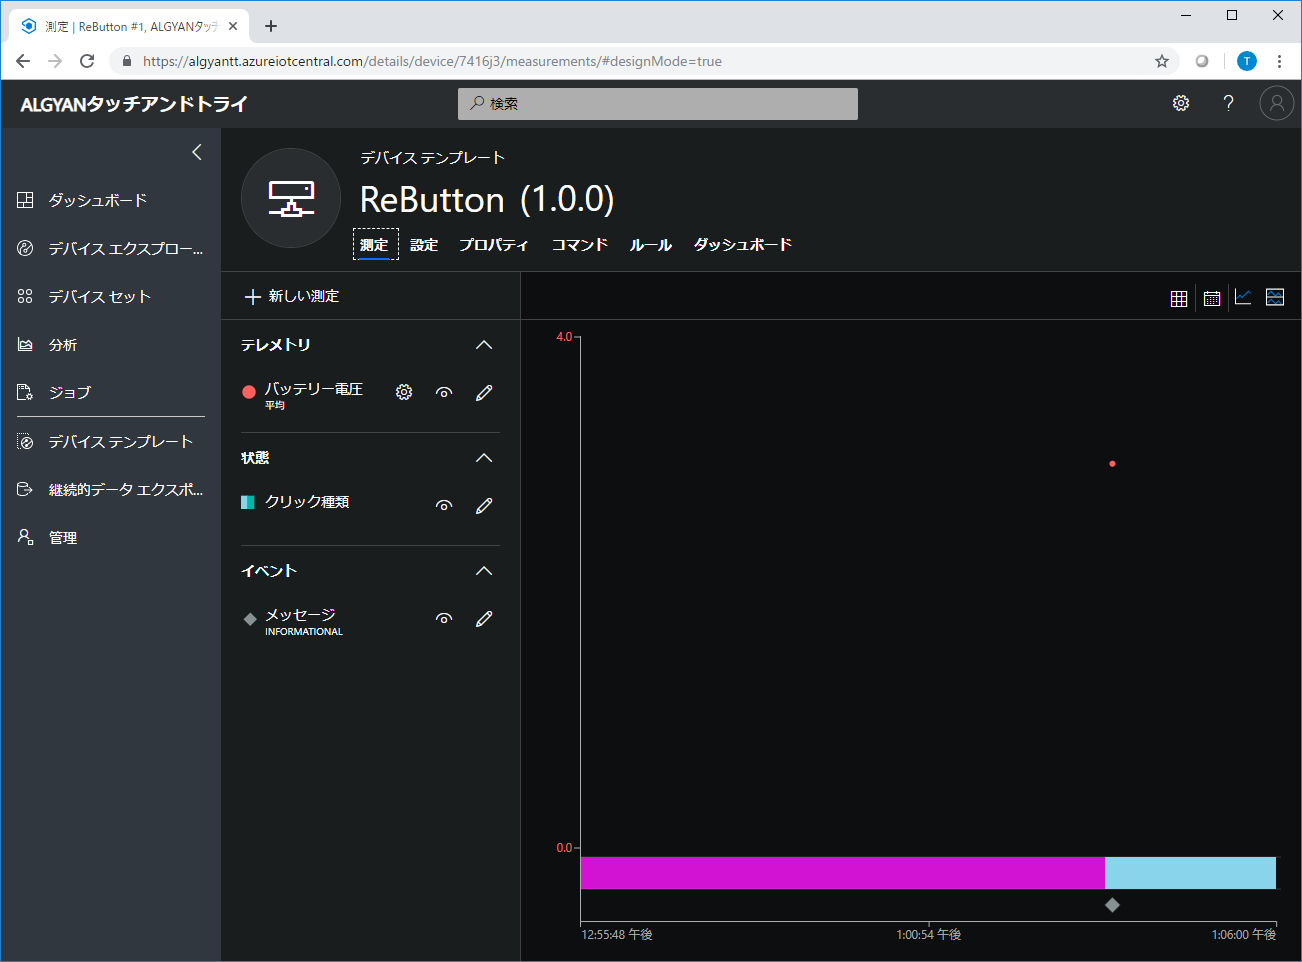 測定 | ReButton #1, ALGYANタッチ
https://algyantt.azureiotcentral.com/details/device/7416j3/measurements/#designMode=true
T
ALGYANタッチアンドトライ
検索
?
デバイス テンプレート
ReButton (1.0.0)
測定 設定 プロパティ コマンド ルール ダッシュボード
ダッシュボード
デバイス エクスプロー...
デバイス セット
分析
ジョブ
デバイス テンプレート
継続的データ エクスポ...
管理
新しい測定
テレメトリ
バッテリー電圧
平均
状態
クリック種類
イベント
メッセージ
INFORMATIONAL
4.0
0.0
12:55:48 午後 1:00:54 午後 1:06:00 午後